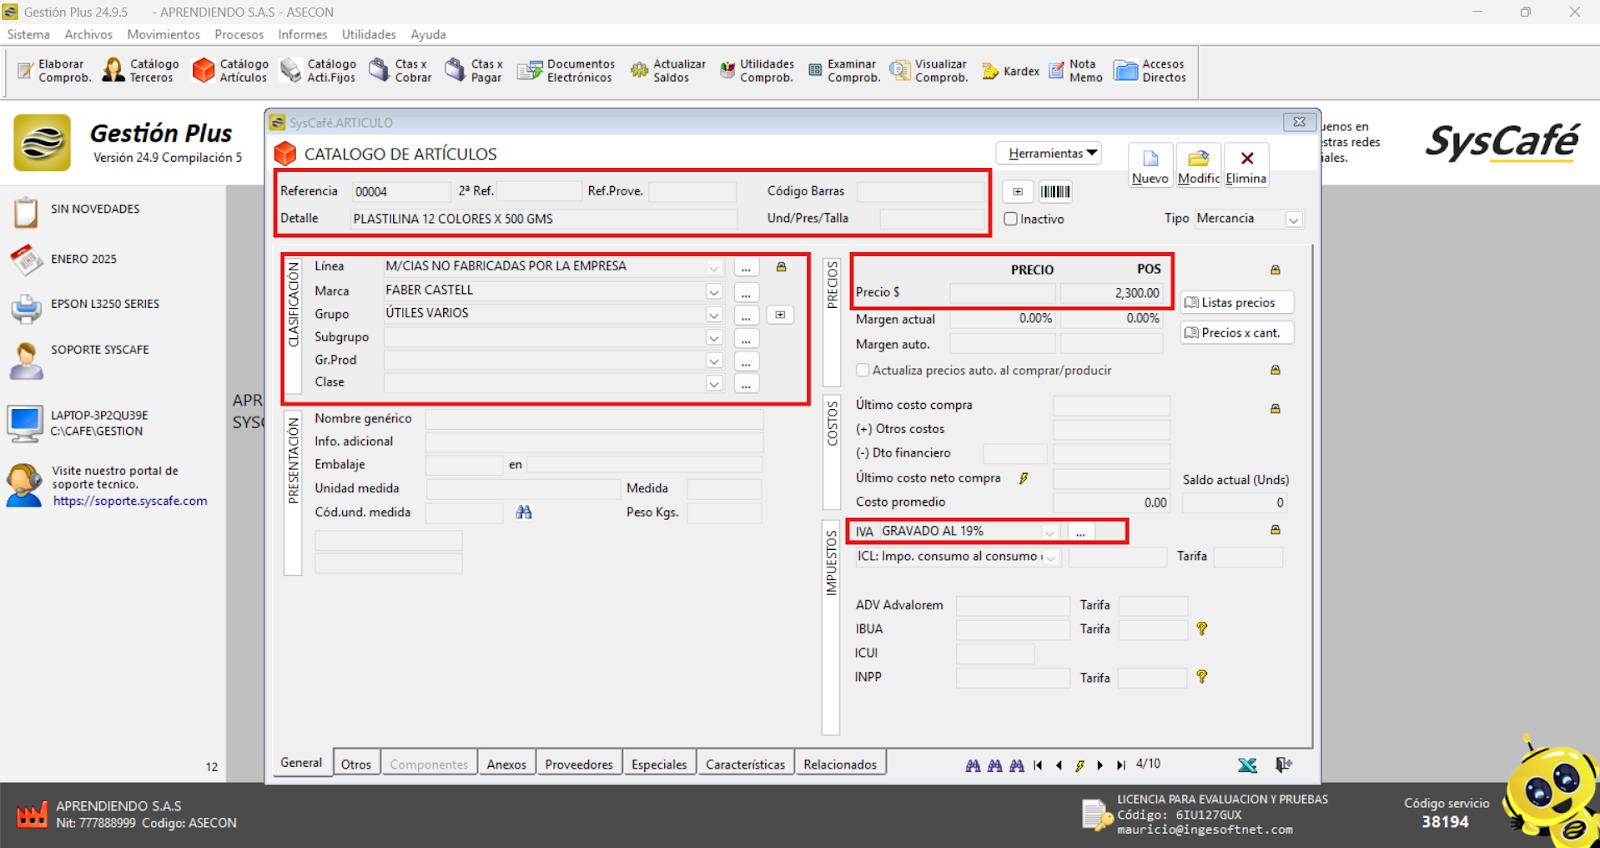 Gestión Plus 24.9.5 - APRENDIENDO S.A.S - ASECON
Sistema Archivos Movimientos Procesos Informes Utilidades Ayuda
Elaborar Comprob.
Catálogo Terceros
Catálogo Artículos
Catálogo Acti.Fijos
Ctas x Cobrar
Ctas x Pagar
Documentos Electrónicos
Actualizar Saldos
Utilidades Comprob.
Examinar Comprob.
Visualizar Comprob.
Kardex
Nota Memo
Accesos Directos
Gestión Plus
Versión 24.9 Compilación 5
uenos en
stras redes
iales.
SysCafé
SIN NOVEDADES
ENERO 2025
EPSON L3250 SERIES
SOPORTE SYSCAFE
LAPTOP-3P2QU39E
C:\CAFE\GESTION
Visite nuestro portal de
soporte tecnico.
https://soporte.syscafe.com
12
APR
SYSC
SysCafé.ARTICULO
CATALOGO DE ARTÍCULOS
Herramientas
Nuevo Modific Elimina
Referencia 00004 2ª Ref. Ref.Prove. Código Barras
Detalle PLASTILINA 12 COLORES X 500 GMS Und/Pres/Talla
Inactivo Tipo Mercancia
CLASIFICACIÓN
Línea M/CIAS NO FABRICADAS POR LA EMPRESA ...
Marca FABER CASTELL ...
Grupo ÚTILES VARIOS ...
Subgrupo ...
Gr.Prod ...
Clase ...
PRESENTACIÓN
Nombre genérico
Info. adicional
Embalaje en
Unidad medida Medida
Cód.und. medida Peso Kgs.
PRECIOS
PRECIO POS
Precio $ 2,300.00
Listas precios
Margen actual 0.00% 0.00%
Precios x cant.
Margen auto.
Actualiza precios auto. al comprar/producir
COSTOS
Último costo compra
(+) Otros costos
(-) Dto financiero
Último costo neto compra Saldo actual (Unds)
Costo promedio 0.00 0
IMPUESTOS
IVA GRAVADO AL 19% ...
ICL: Impo. consumo al consumo Tarifa
ADV Advalorem Tarifa
IBUA Tarifa
ICUI
INPP Tarifa
General Otros Componentes Anexos Proveedores Especiales Características Relacionados
4/10
APRENDIENDO S.A.S
Nit: 777888999 Codigo: ASECON
LICENCIA PARA EVALUACION Y PRUEBAS
Código: 6IU127GUX
mauricio@ingesoftnet.com
Código servicio
38194